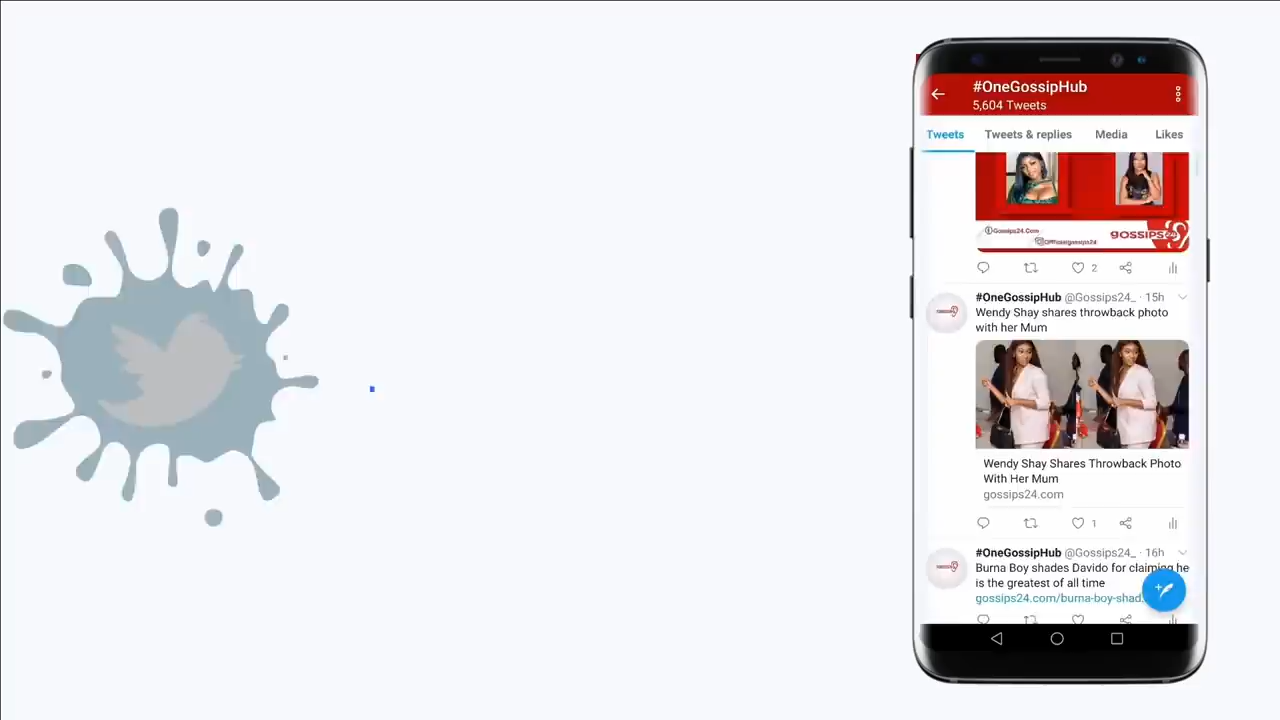 #OneGossipHub
5,604 Tweets
Tweets Tweets & replies Media Likes
Gossips24.Com
gossips24
2
#OneGossipHub @Gossips24_ · 15h
Wendy Shay shares throwback photo
with her Mum
Wendy Shay Shares Throwback Photo
With Her Mum
gossips24.com
1
#OneGossipHub @Gossips24_ · 16h
Burna Boy shades Davido for claiming he
is the greatest of all time
gossips24.com/burna-boy-shad